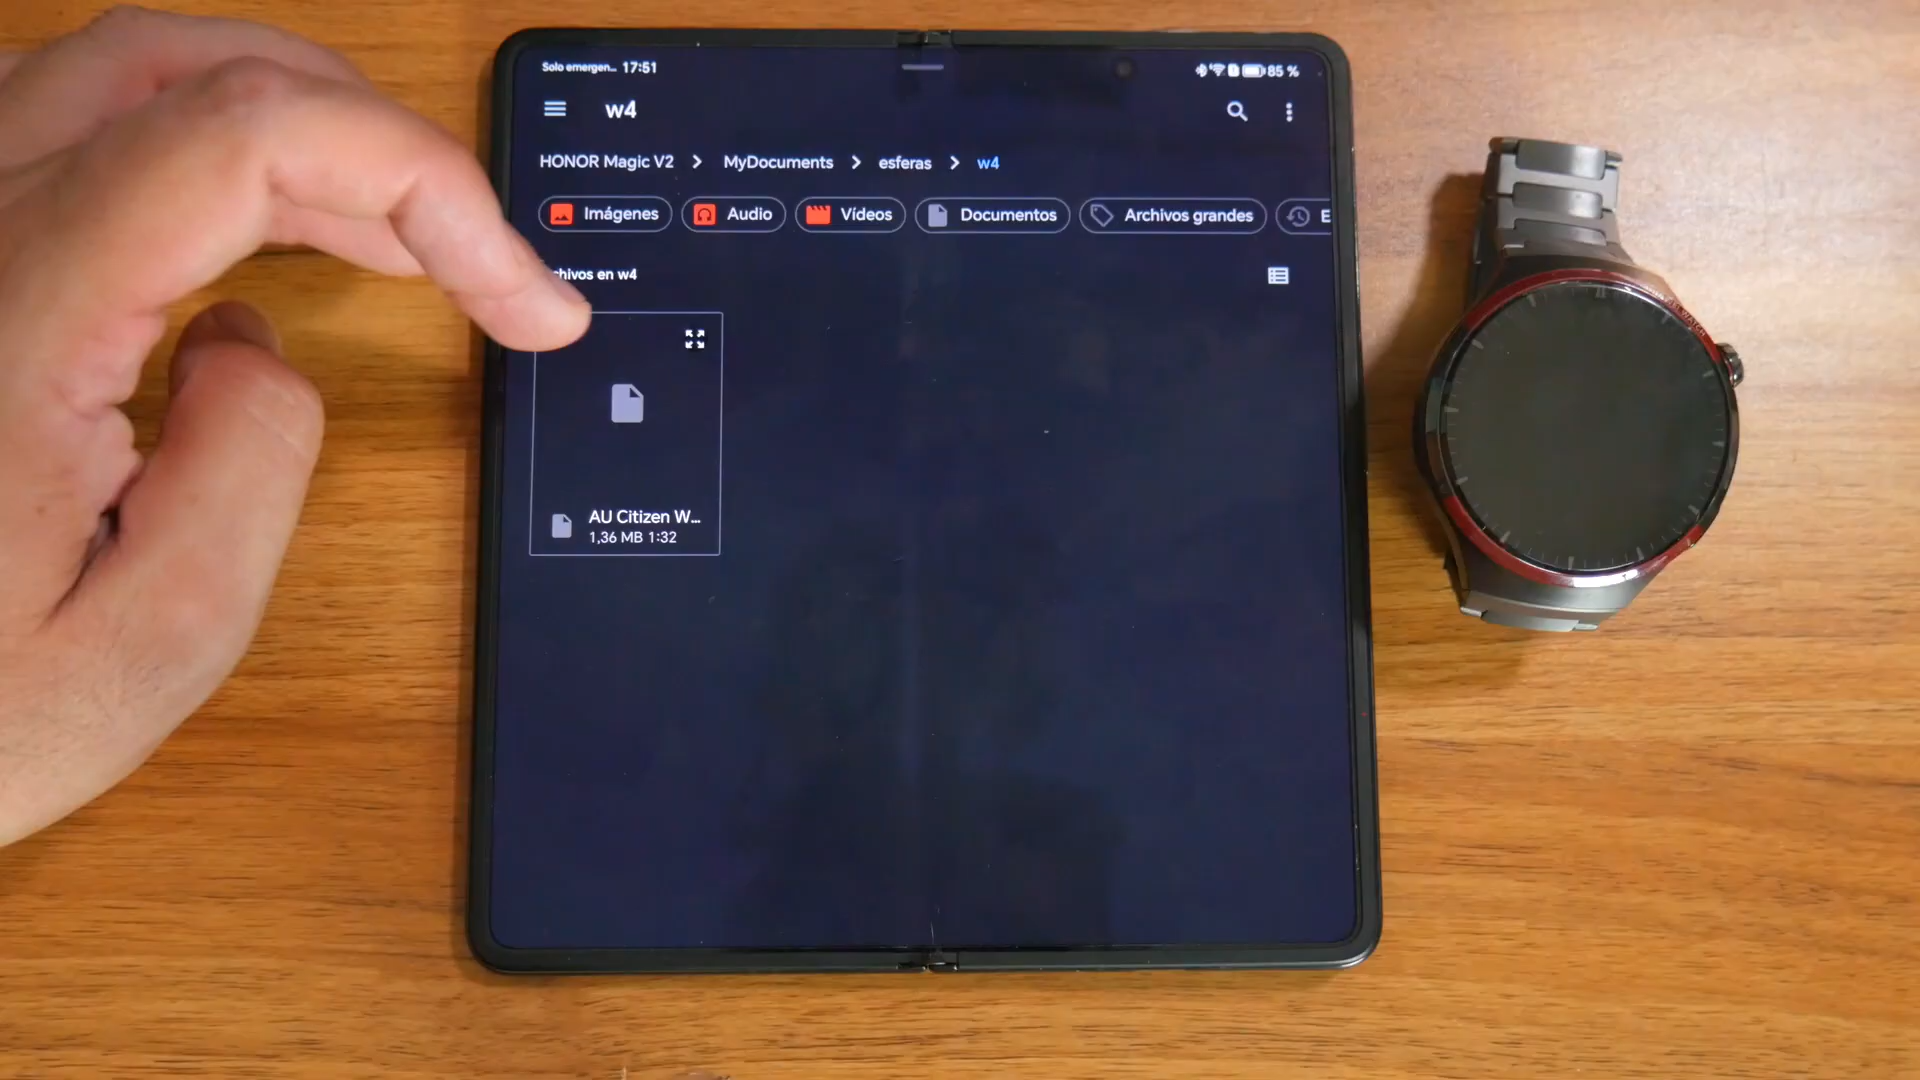 Solo emergen... 17:51
85 %
w4
HONOR Magic V2 > MyDocuments > esferas > w4
Imágenes
Audio
Vídeos
Documentos
Archivos grandes
E
chivos en w4
AU Citizen W...
1,36 MB 1:32